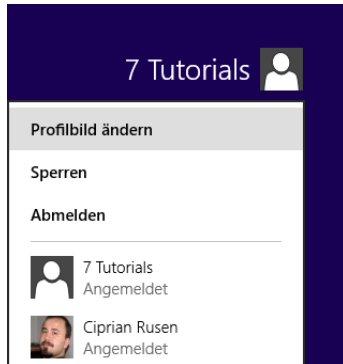 7 Tutorials
Profilbild ändern
Sperren
Abmelden
7 Tutorials
Angemeldet
Ciprian Rusen
Angemeldet